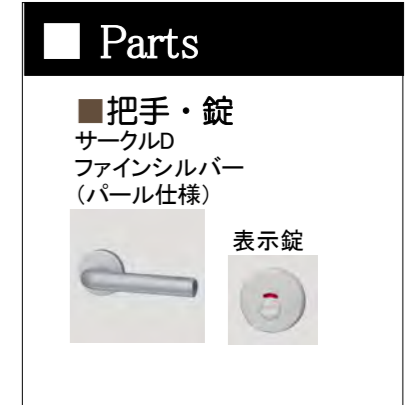 ■ Parts
■把手・錠
サークルD
ファインシルバー
(パール仕様)
表示錠